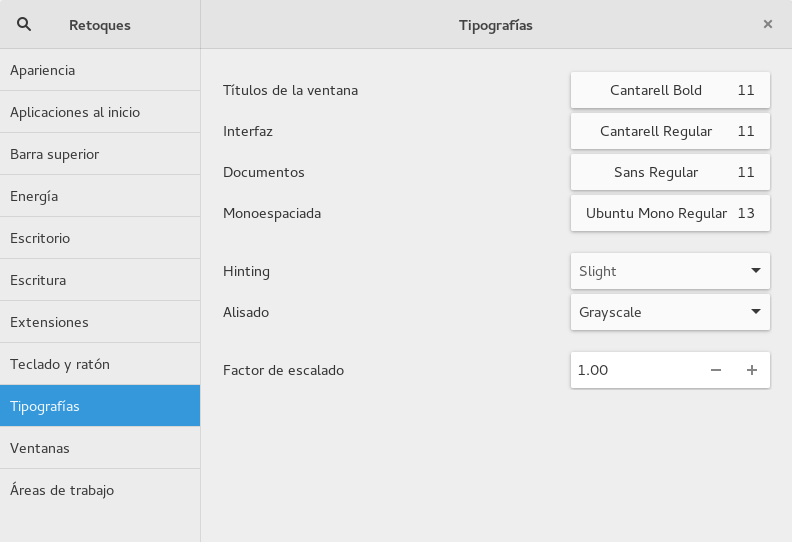 Retoques
Tipografías
Apariencia
Aplicaciones al inicio
Barra superior
Energía
Escritorio
Escritura
Extensiones
Teclado y ratón
Tipografías
Ventanas
Áreas de trabajo
Títulos de la ventana Cantarell Bold 11
Interfaz Cantarell Regular 11
Documentos Sans Regular 11
Monoespaciada Ubuntu Mono Regular 13
Hinting Slight
Alisado Grayscale
Factor de escalado 1.00 − +